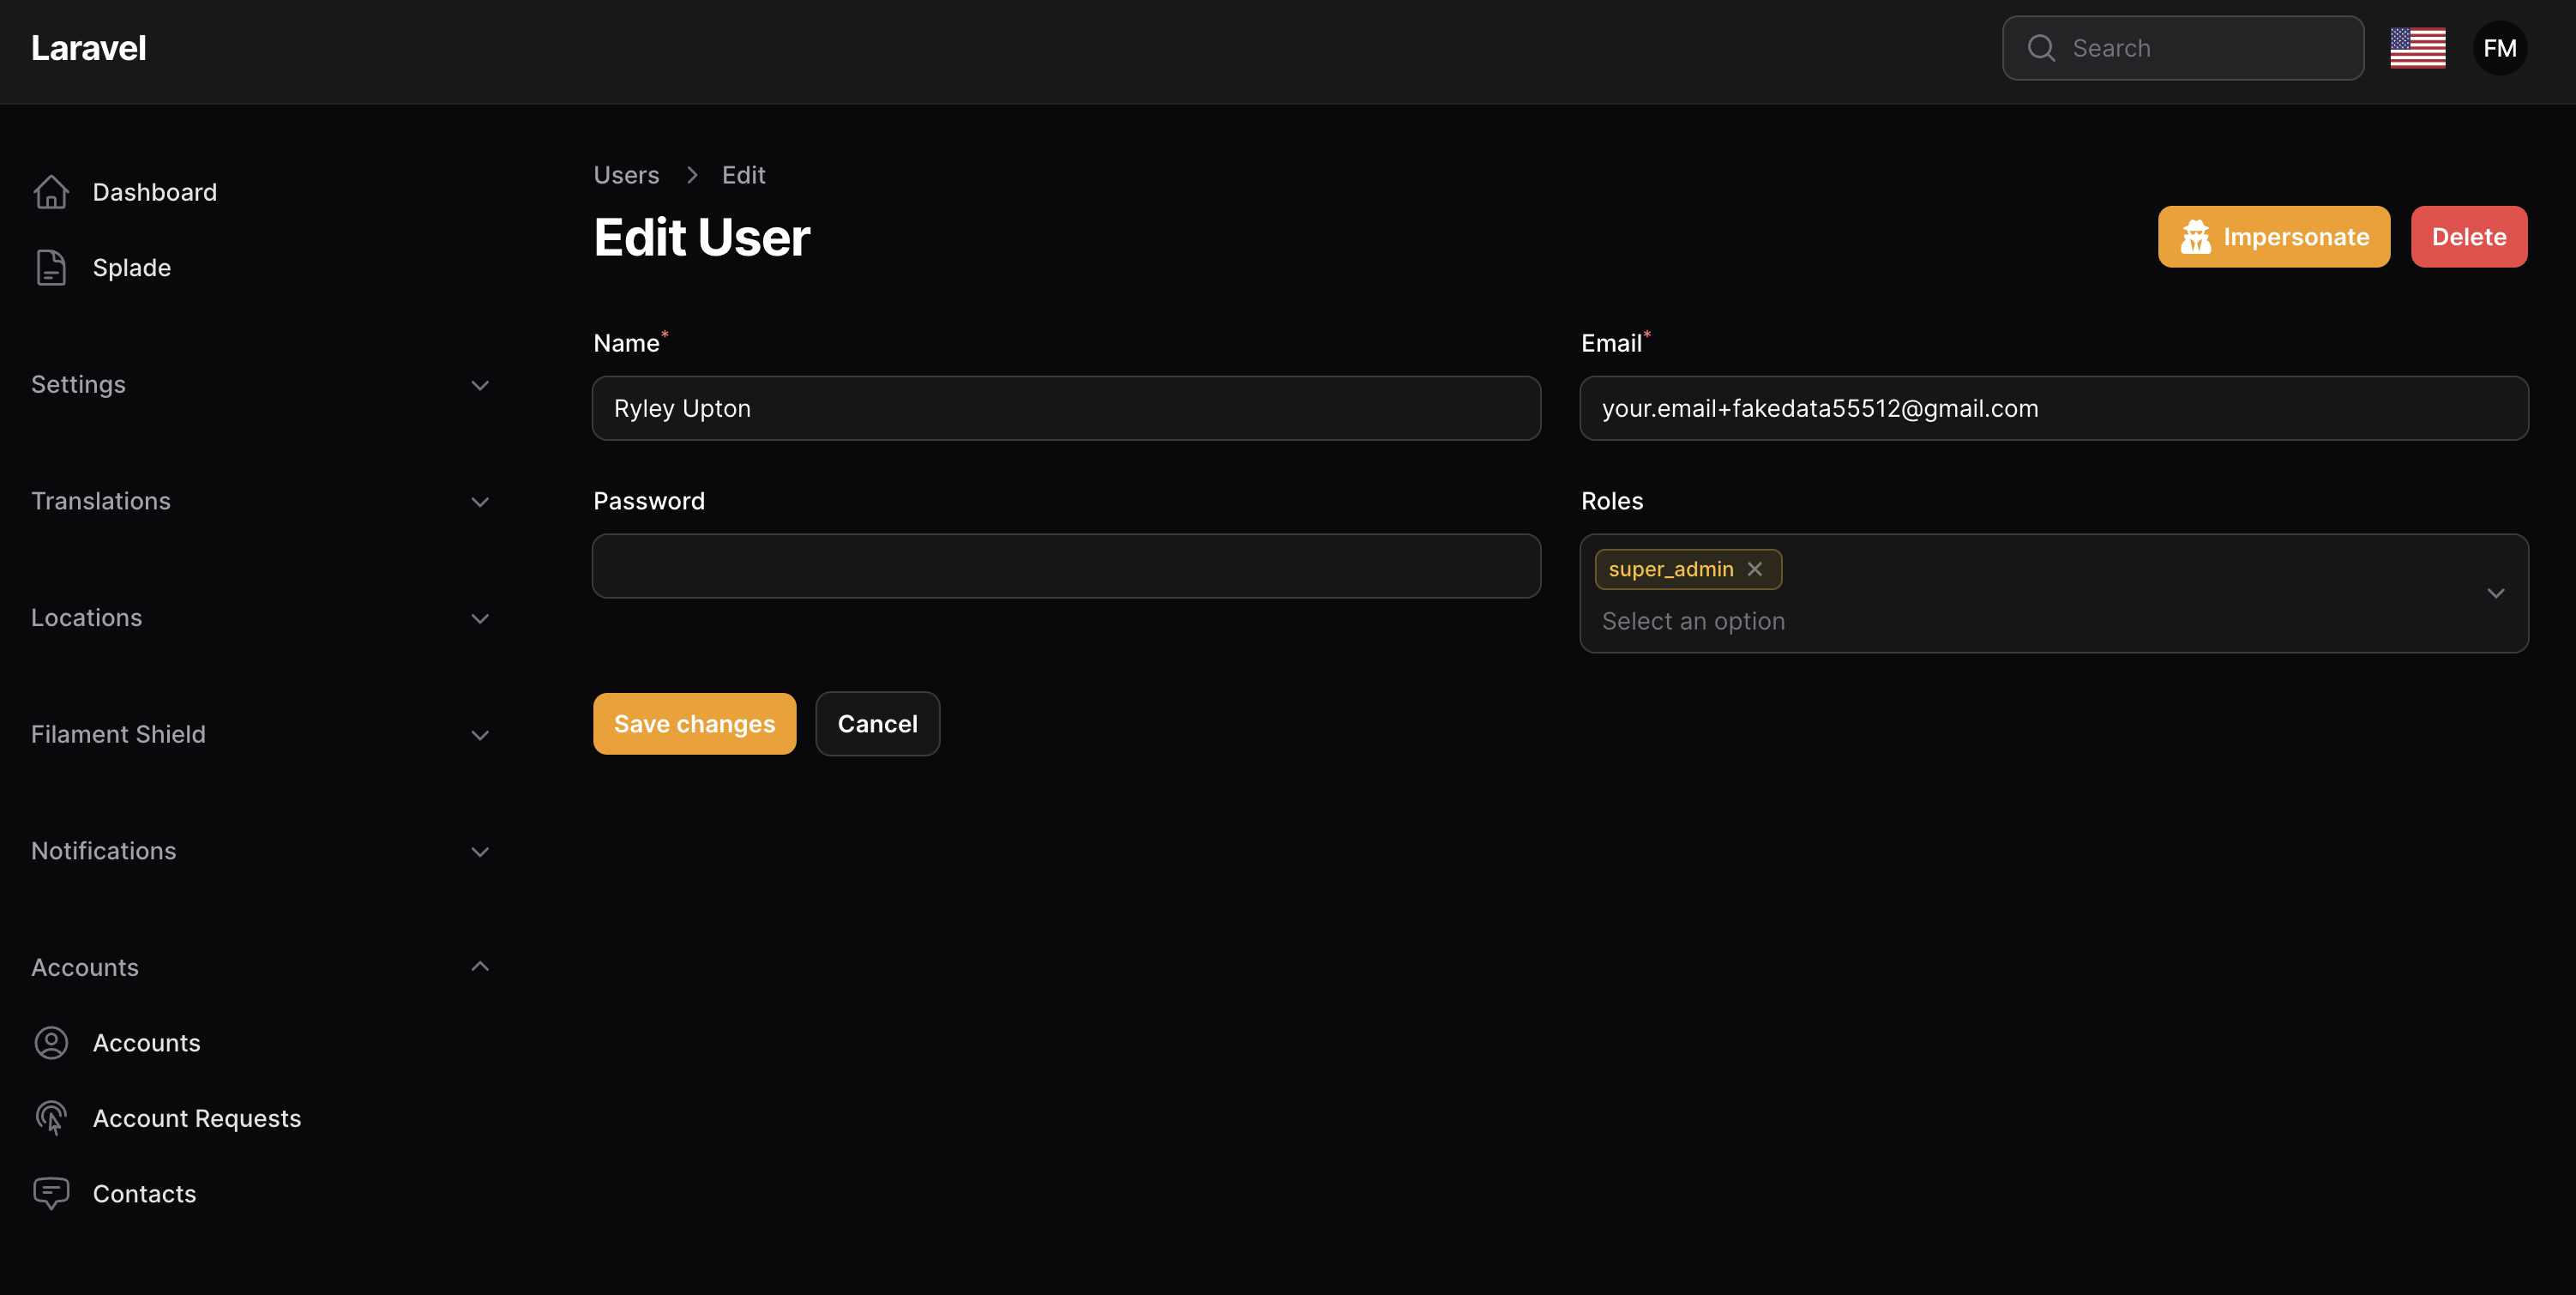 Laravel
Search
FM
Dashboard
Splade
Settings
Translations
Locations
Filament Shield
Notifications
Accounts
Accounts
Account Requests
Contacts
Users > Edit
Edit User
Impersonate
Delete
Name*
Ryley Upton
Email*
your.email+fakedata55512@gmail.com
Password
Roles
super_admin
Select an option
Save changes
Cancel